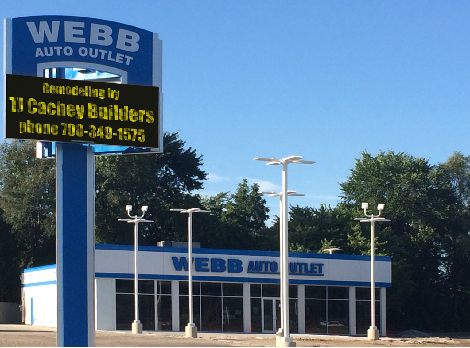 WEBB
AUTO OUTLET
Remodeling by
TJ Cachey Builders
phone 708-349-1575
WEBB AUTO OUTLET